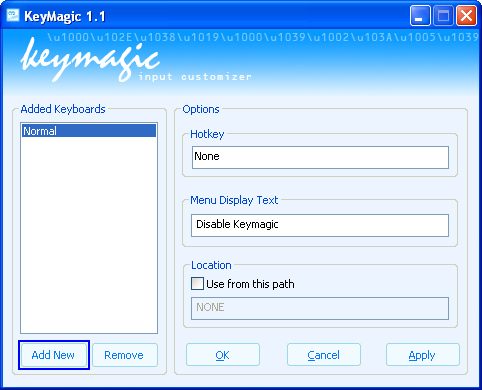 KeyMagic 1.1
\u1000\u102E\u1038\u1019\u1000\u1039\u1002\u103A\u1005\u1039
keymagic
input customizer
Added Keyboards
Normal
Add New
Remove
Options
Hotkey
None
Menu Display Text
Disable Keymagic
Location
Use from this path
NONE
OK
Cancel
Apply